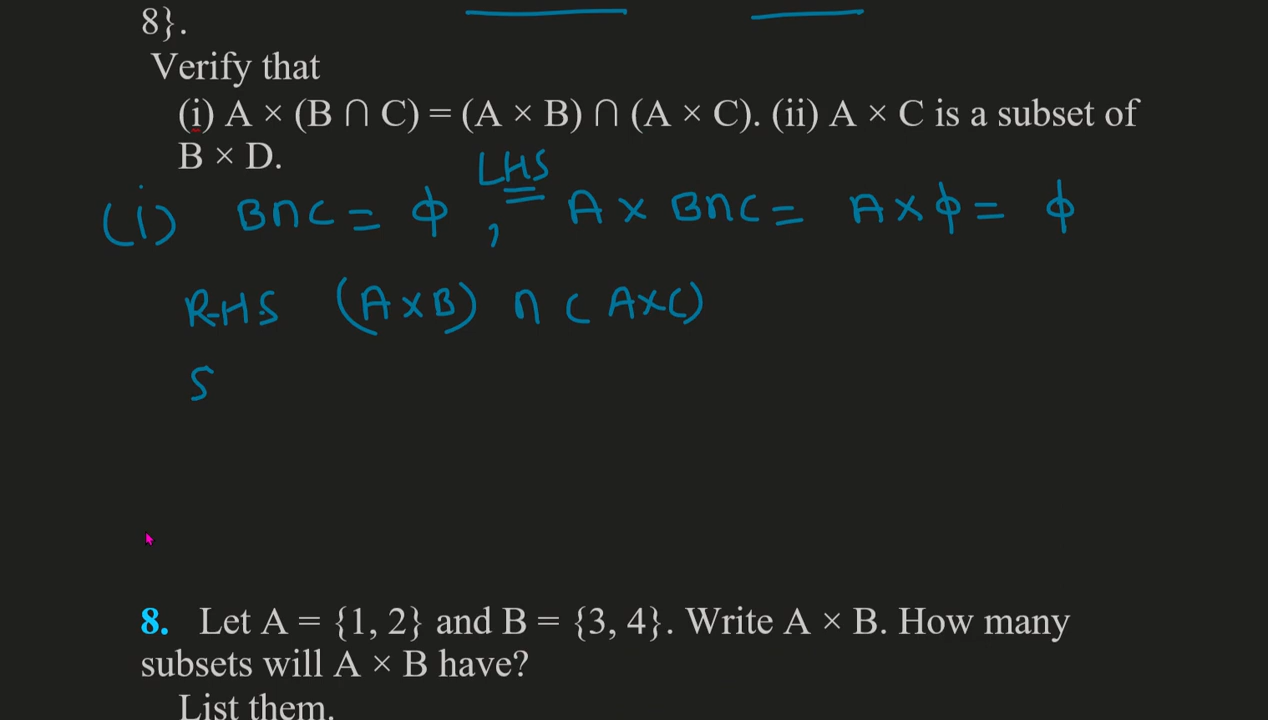 8}.
Verify that
(i) A × (B ∩ C) = (A × B) ∩ (A × C). (ii) A × C is a subset of
B × D.
LHS
(i) B∩C = ϕ , A × B∩C = A×ϕ = ϕ
R.H.S (A×B) ∩ (A×C)
S
8. Let A = {1, 2} and B = {3, 4}. Write A × B. How many
subsets will A × B have?
List them.